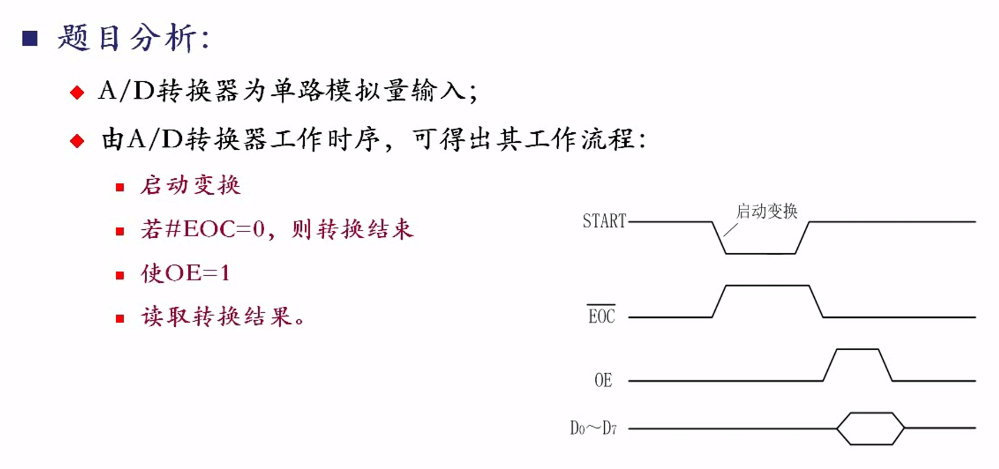 题目分析:
A/D转换器为单路模拟量输入;
由A/D转换器工作时序，可得出其工作流程:
启动变换
若#EOC=0，则转换结束
使OE=1
读取转换结果。
启动变换
START
EOC
OE
D0～D7